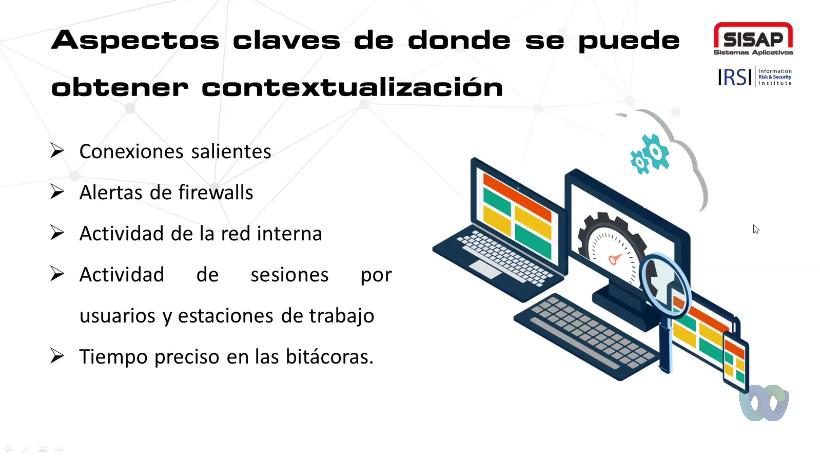 Aspectos claves de donde se puede
obtener contextualización
SISAP
Sistemas Aplicativos
IRSI
Information
Risk & Security
Institute
Conexiones salientes
Alertas de firewalls
Actividad de la red interna
Actividad de sesiones por
usuarios y estaciones de trabajo
Tiempo preciso en las bitácoras.